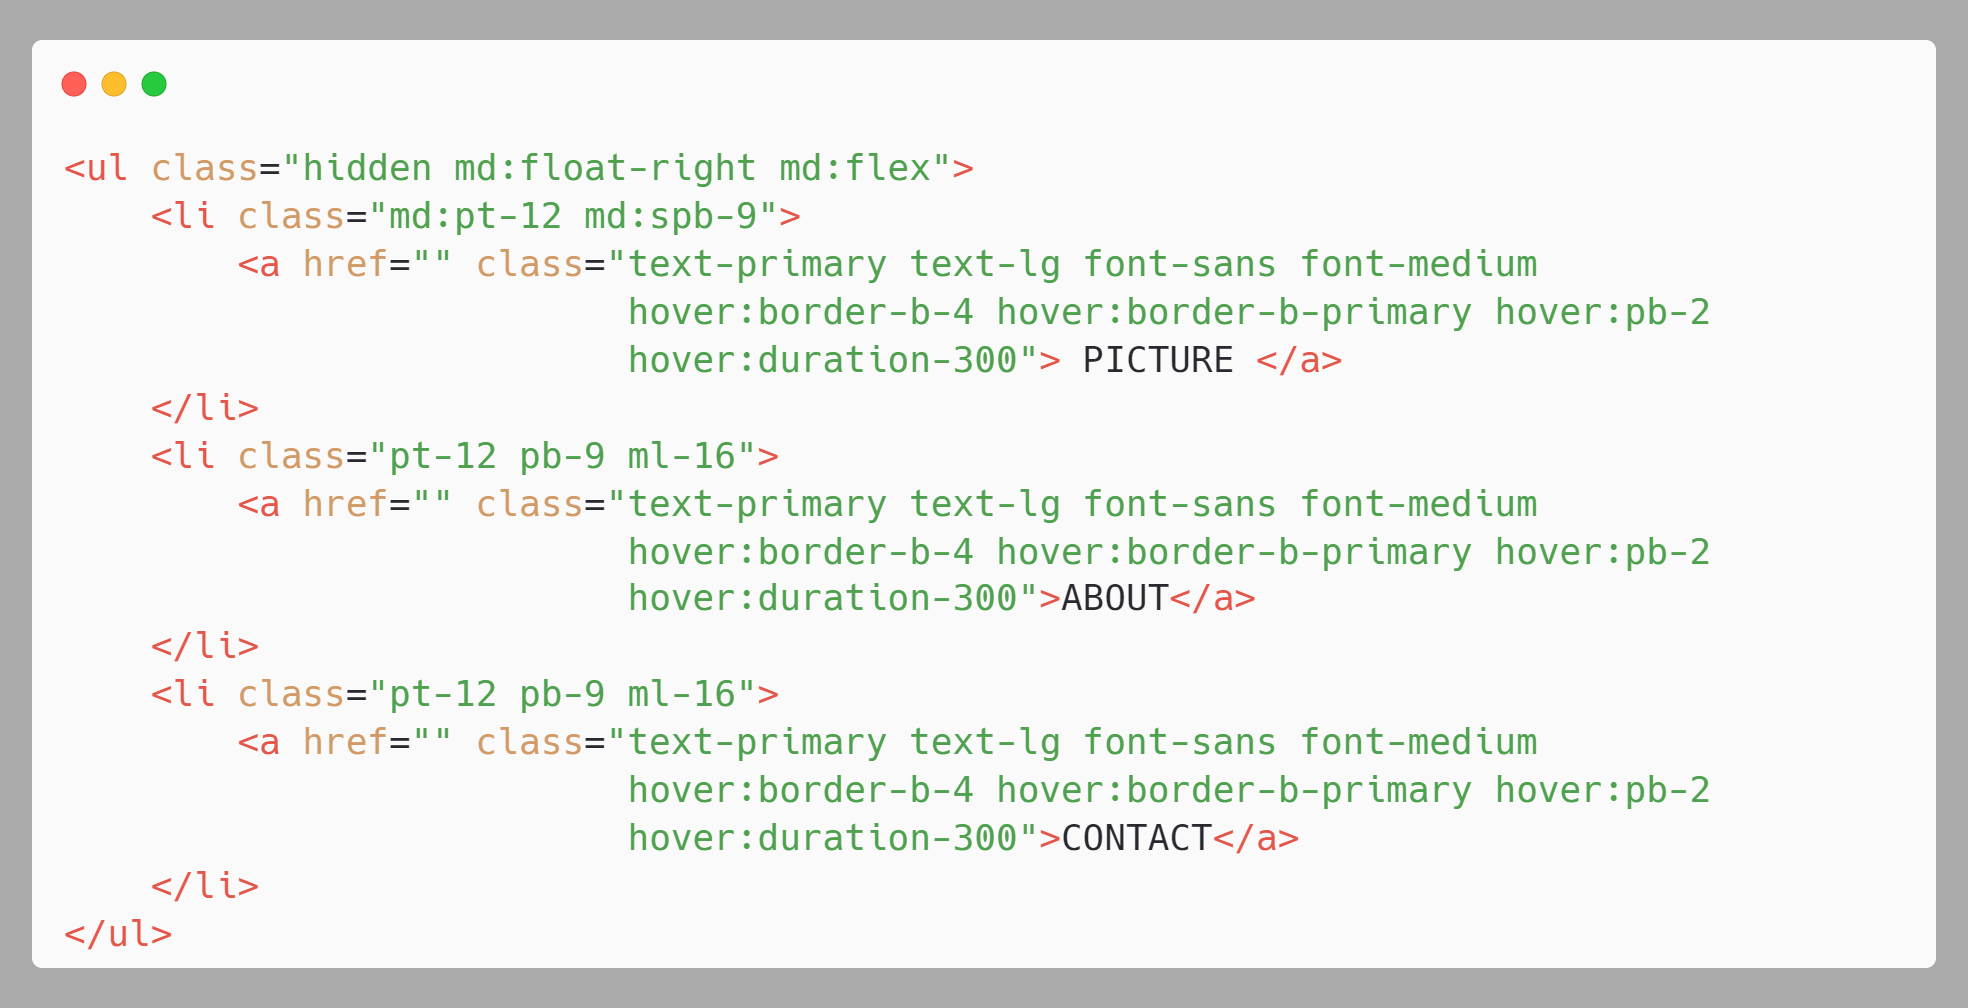 <ul class="hidden md:float-right md:flex">
    <li class="md:pt-12 md:spb-9">
        <a href="" class="text-primary text-lg font-sans font-medium
                          hover:border-b-4 hover:border-b-primary hover:pb-2
                          hover:duration-300"> PICTURE </a>
    </li>
    <li class="pt-12 pb-9 ml-16">
        <a href="" class="text-primary text-lg font-sans font-medium
                          hover:border-b-4 hover:border-b-primary hover:pb-2
                          hover:duration-300">ABOUT</a>
    </li>
    <li class="pt-12 pb-9 ml-16">
        <a href="" class="text-primary text-lg font-sans font-medium
                          hover:border-b-4 hover:border-b-primary hover:pb-2
                          hover:duration-300">CONTACT</a>
    </li>
</ul>